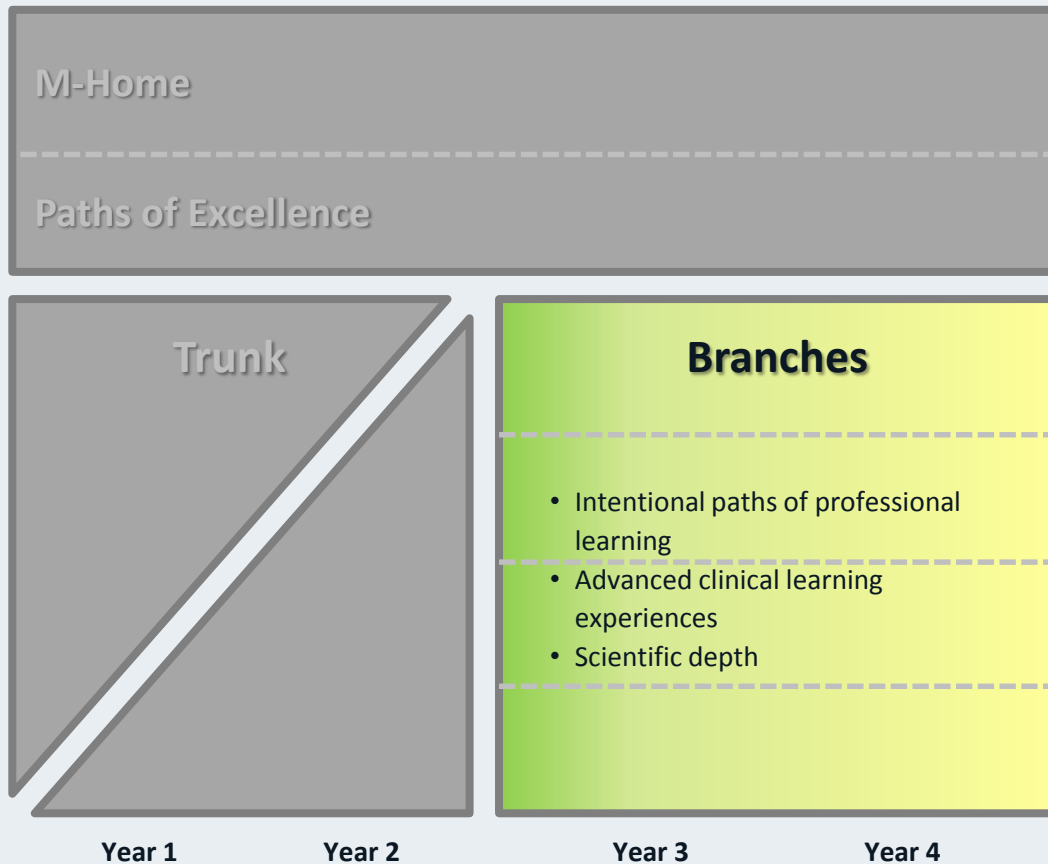 M-Home
Paths of Excellence
Trunk
Branches
• Intentional paths of professional
learning
• Advanced clinical learning
experiences
• Scientific depth
Year 1
Year 2
Year 3
Year 4